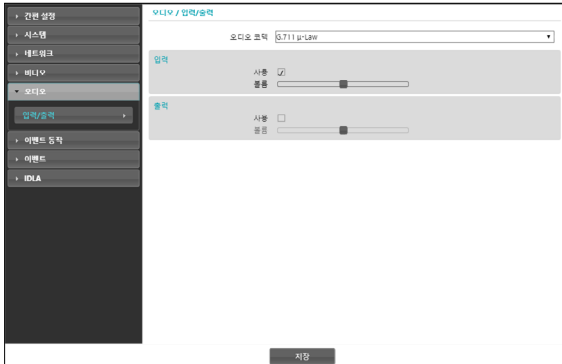 간편 설정
시스템
네트워크
비디오
오디오
입력/출력
이벤트 동작
이벤트
IDLA
오디오 / 입력/출력
오디오 코덱 G.711 μ-Law
입력
사용
볼륨
출력
사용
볼륨
저장